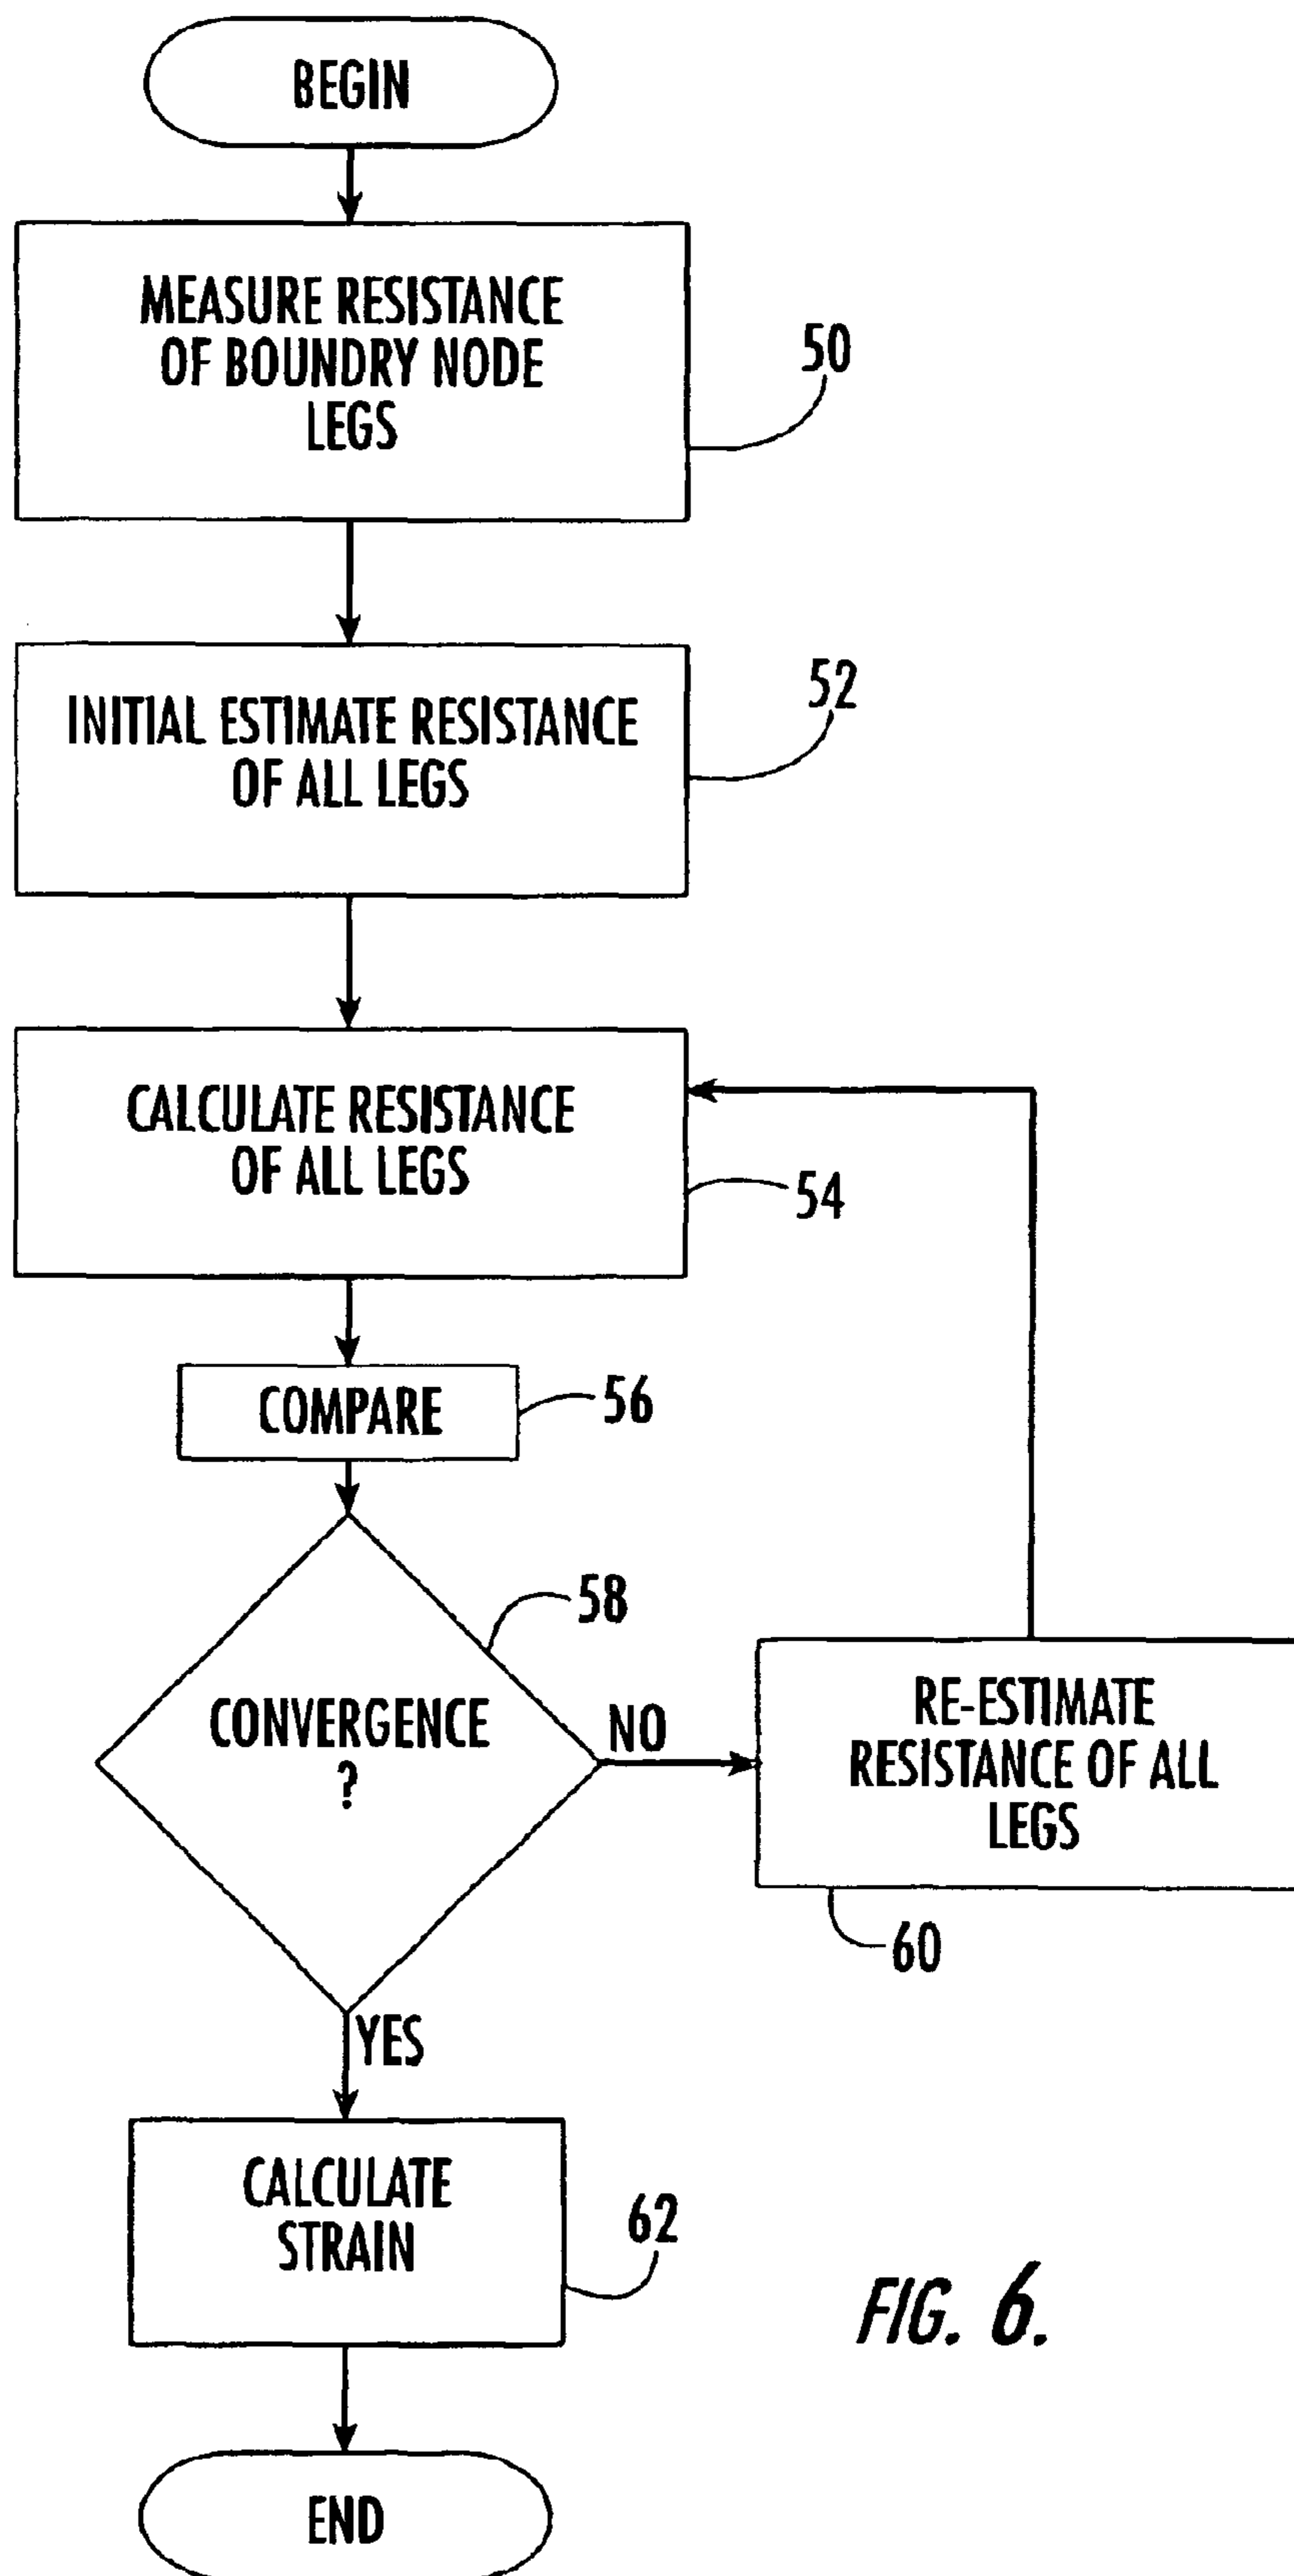 BEGIN
MEASURE RESISTANCE
OF BOUNDRY NODE
LEGS
50
INITIAL ESTIMATE RESISTANCE
OF ALL LEGS
52
CALCULATE RESISTANCE
OF ALL LEGS
54
COMPARE
56
CONVERGENCE
?
58
NO
RE-ESTIMATE
RESISTANCE OF ALL
LEGS
60
YES
CALCULATE
STRAIN
62
END
FIG. 6.